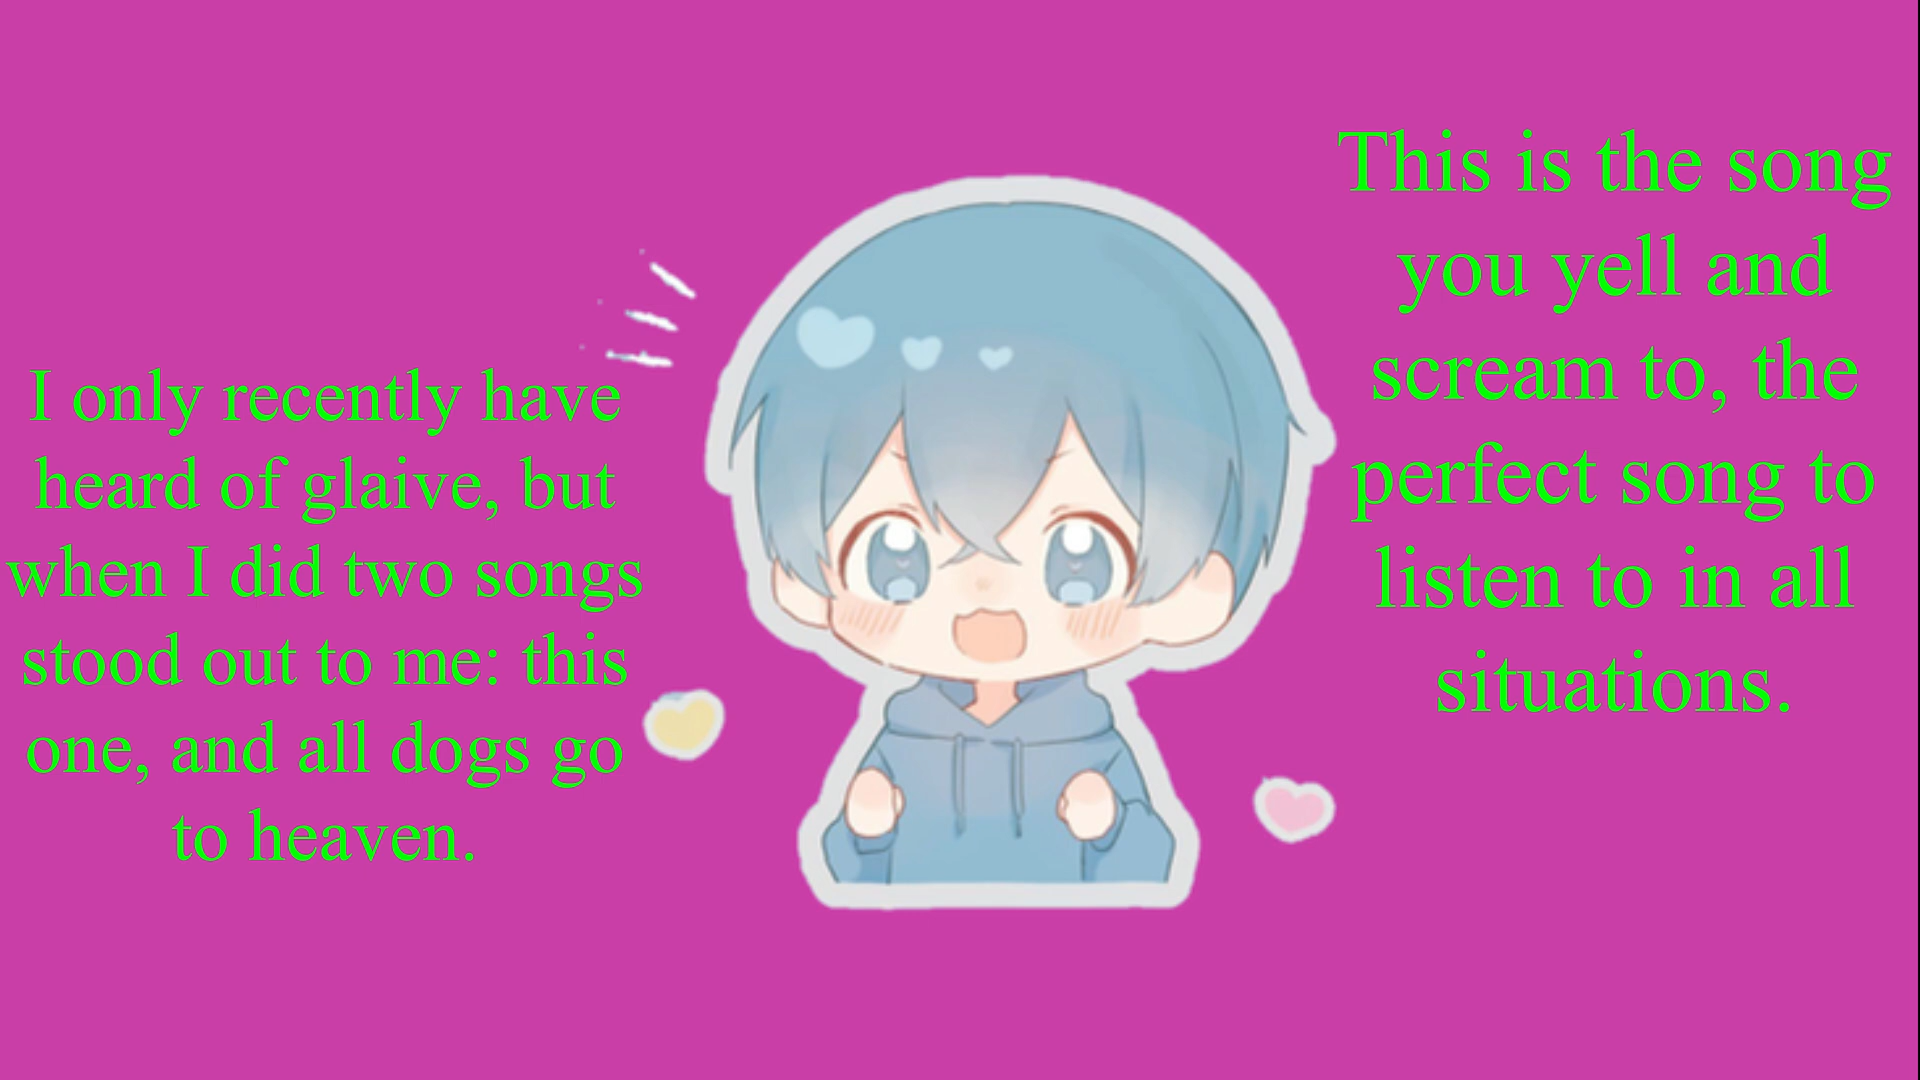 I only recently have
heard of glaive, but
when I did two songs
stood out to me: this
one, and all dogs go
to heaven.
This is the song
you yell and
scream to, the
perfect song to
listen to in all
situations.